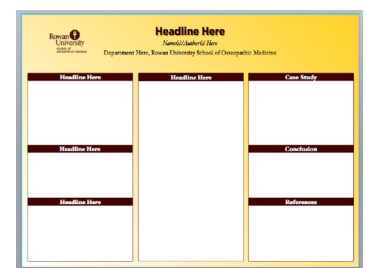 Headline Here
Name(s)/Author(s) Here
Department Here, Rowan University School of Osteopathic Medicine
Rowan
University
SCHOOL OF
OSTEOPATHIC MEDICINE
Headline Here
Headline Here
Headline Here
Headline Here
Case Study
Conclusion
References